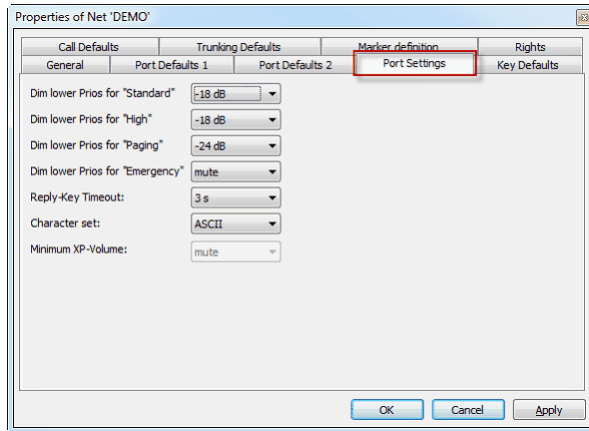 Properties of Net 'DEMO'
Call Defaults Trunking Defaults Marker definition Rights
General Port Defaults 1 Port Defaults 2 Port Settings Key Defaults
Dim lower Prios for "Standard" -18 dB
Dim lower Prios for "High" -18 dB
Dim lower Prios for "Paging" -24 dB
Dim lower Prios for "Emergency" mute
Reply-Key Timeout: 3 s
Character set: ASCII
Minimum XP-Volume: mute
OK Cancel Apply